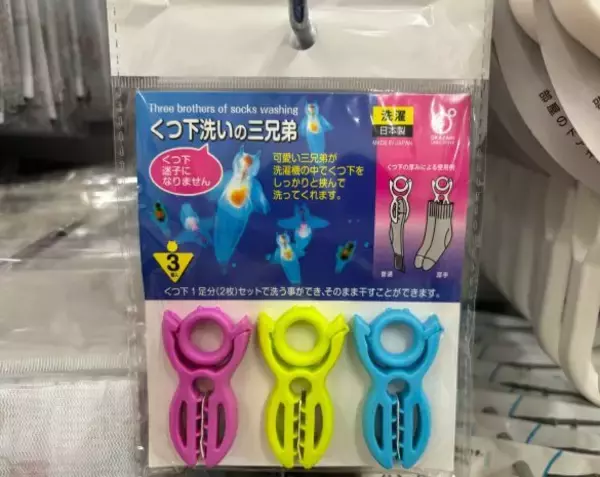 Three brothers of socks washing
くつ下洗いの三兄弟
くつ下
迷子に
なりません
可愛い三兄弟が
洗濯機の中でくつ下を
しっかりと挟んで
洗ってくれます。
3
くつ下1足分(2枚)セットで洗う事ができ、そのまま干すことができます。
洗濯
日本製
MADE IN JAPAN
くつ下の厚みによる使用例
普通
厚手
部屋のドア